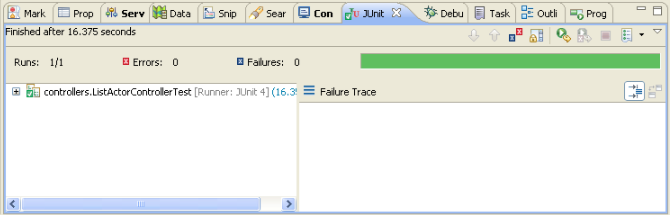 Mark Prop Serv Data Snip Sear Con JUnit Debu Task Outli Prog
Finished after 16.375 seconds
Runs: 1/1 Errors: 0 Failures: 0
controllers.ListActorControllerTest [Runner: JUnit 4] (16.3 Failure Trace